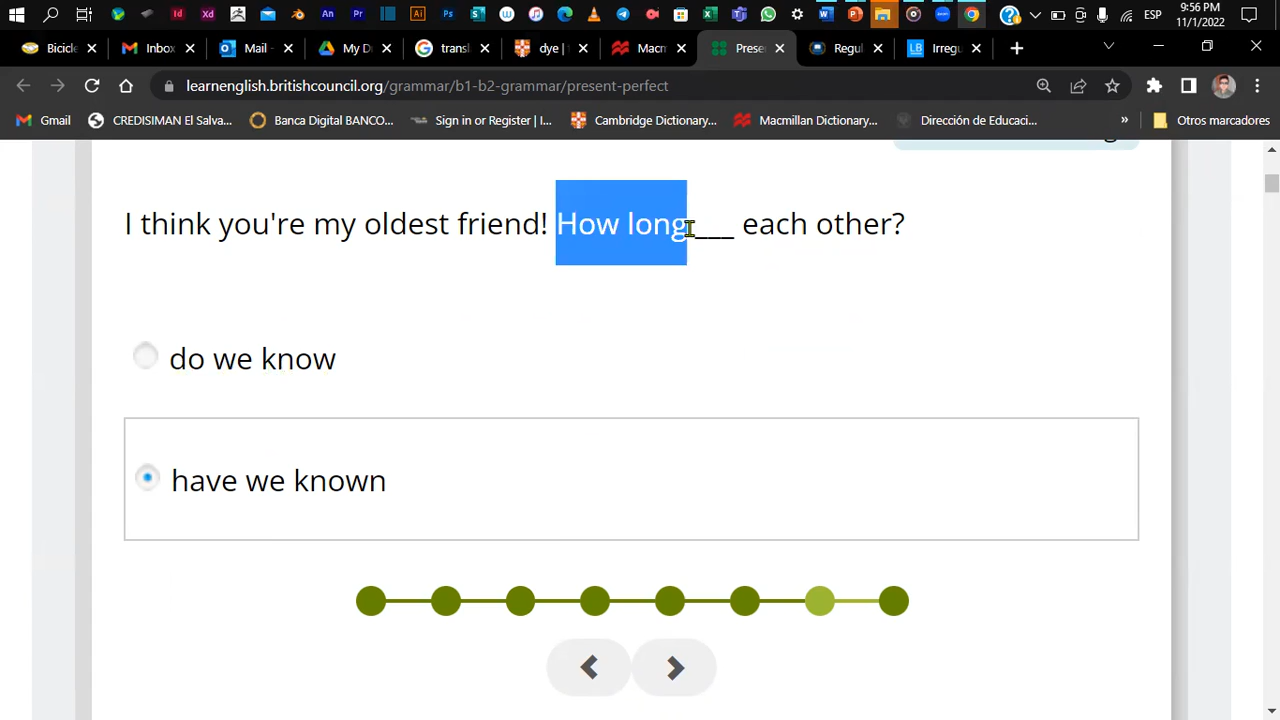 9:56 PM
ESP
11/1/2022
Bicicle
Inbox
Mail -
My D
transl
dye | t
Macm
Prese
Regul
Irregu
learnenglish.britishcouncil.org/grammar/b1-b2-grammar/present-perfect
Gmail
CREDISIMAN El Salva...
Banca Digital BANCO...
Sign in or Register | I...
Cambridge Dictionary...
Macmillan Dictionary...
Dirección de Educaci...
»
Otros marcadores
I think you're my oldest friend! How long ___ each other?
do we know
have we known